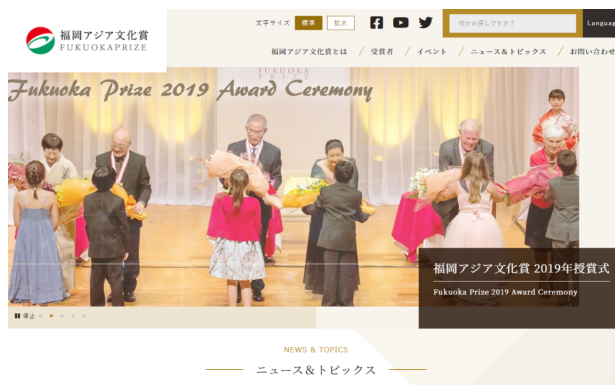 福岡アジア文化賞
FUKUOKAPRIZE
文字サイズ 標準 拡大
何かお探しですか？
Languag
福岡アジア文化賞とは / 受賞者 / イベント / ニュース＆トピックス / お問い合わせ
FUKUOKA
PRIZE
Fukuoka Prize 2019 Award Ceremony
福岡アジア文化賞 2019年授賞式
Fukuoka Prize 2019 Award Ceremony
停止
NEWS & TOPICS
ニュース＆トピックス